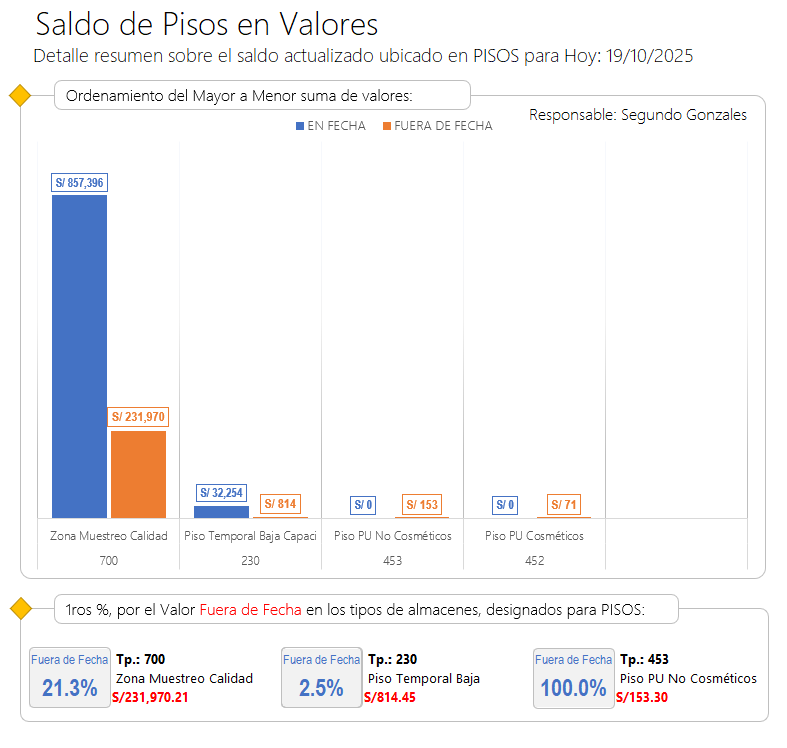 Saldo de Pisos en Valores
Detalle resumen sobre el saldo actualizado ubicado en PISOS para Hoy: 19/10/2025
Ordenamiento del Mayor a Menor suma de valores:
Responsable: Segundo Gonzales
EN FECHA FUERA DE FECHA
S/ 857,396
S/ 231,970
S/ 32,254
S/ 814
S/ 0
S/ 153
S/ 0
S/ 71
Zona Muestreo Calidad Piso Temporal Baja Capaci Piso PU No Cosméticos Piso PU Cosméticos
700 230 453 452
1ros %, por el Valor Fuera de Fecha en los tipos de almacenes, designados para PISOS:
Fuera de Fecha
21.3%
Tp.: 700
Zona Muestreo Calidad
S/231,970.21
Fuera de Fecha
2.5%
Tp.: 230
Piso Temporal Baja
S/814.45
Fuera de Fecha
100.0%
Tp.: 453
Piso PU No Cosméticos
S/153.30